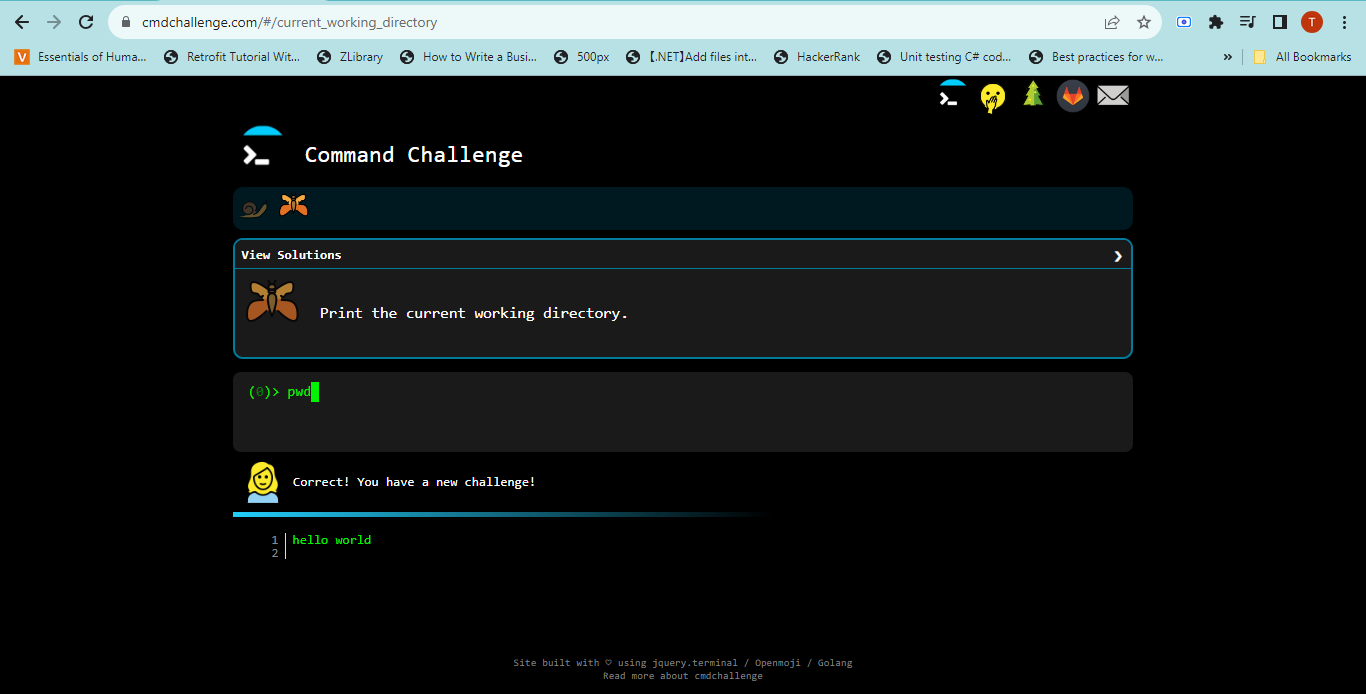 cmdchallenge.com/#/current_working_directory
T
V Essentials of Huma... Retrofit Tutorial Wit... ZLibrary How to Write a Busi... 500px 【.NET】Add files int... HackerRank Unit testing C# cod... Best practices for w... » All Bookmarks
>_
>_ Command Challenge
View Solutions ❯
Print the current working directory.
(0)> pwd
Correct! You have a new challenge!
1 hello world
2
Site built with ♡ using jquery.terminal / Openmoji / Golang
Read more about cmdchallenge